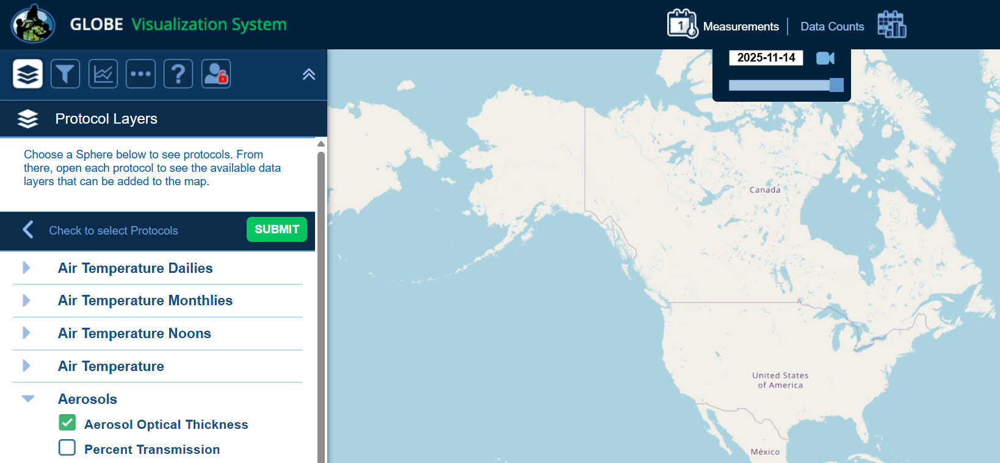 GLOBE Visualization System
1
Measurements
Data Counts
2025-11-14
?
Protocol Layers
Choose a Sphere below to see protocols. From
there, open each protocol to see the available data
layers that can be added to the map.
Check to select Protocols
SUBMIT
Air Temperature Dailies
Air Temperature Monthlies
Air Temperature Noons
Air Temperature
Aerosols
Aerosol Optical Thickness
Percent Transmission
Canada
United States
of America
México